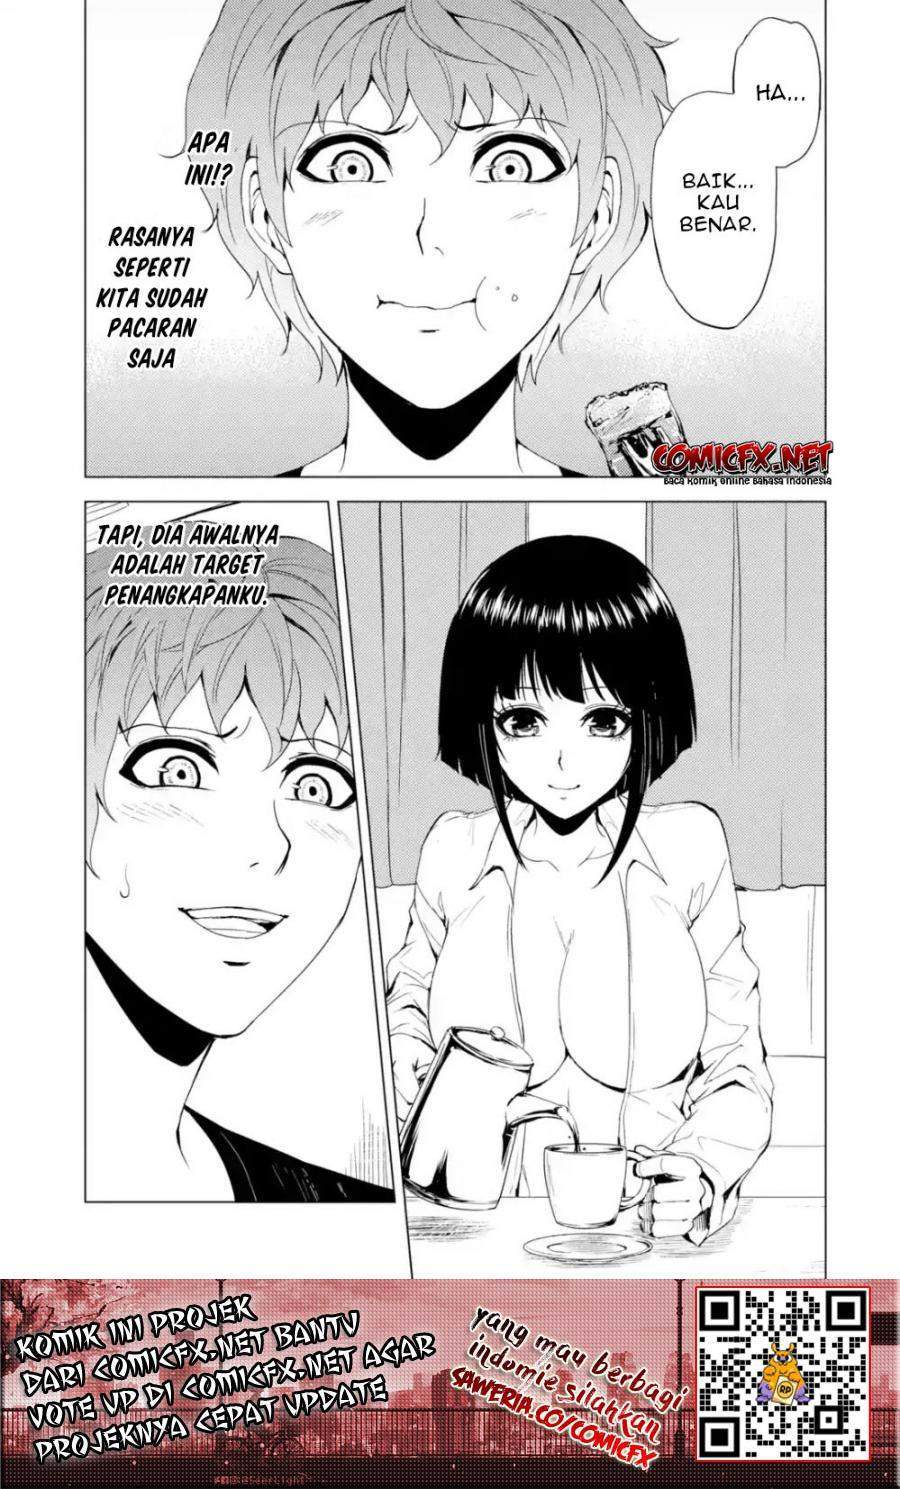 HA...
BAIK...
KAU
BENAR.
APA
INI!?
RASANYA
SEPERTI
KITA SUDAH
PACARAN
SAJA
COMICFX.NET
Baca Komik Online Bahasa Indonesia
TAPI, DIA AWALNYA
ADALAH TARGET
PENANGKAPANKU.
KOMIK INI PROJEK
DARI COMICFX.NET BANTU
VOTE UP DI COMICFX.NET AGAR
PROJEKNYA CEPAT UPDATE
yang mau berbagi
indomie silahkan
SAWERIA.CO/COMICFX
RP
@SeerLight